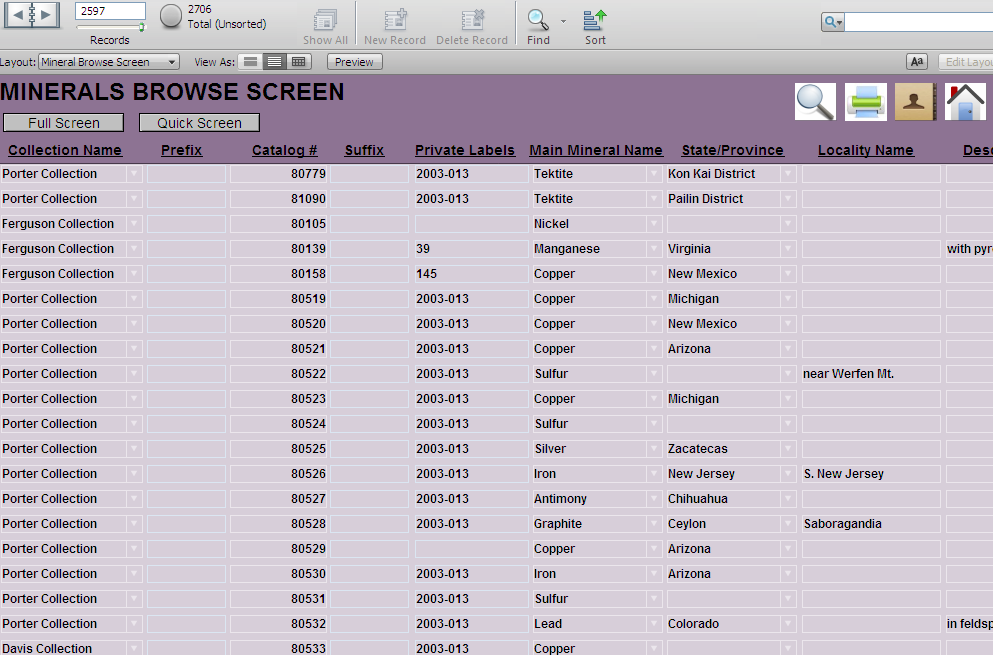 2597
2706
Total (Unsorted)
Records
Show All New Record Delete Record Find Sort
Layout: Mineral Browse Screen View As: Preview Aa Edit Layou
MINERALS BROWSE SCREEN
Full Screen Quick Screen
Collection Name Prefix Catalog # Suffix Private Labels Main Mineral Name State/Province Locality Name Desc
Porter Collection 80779 2003-013 Tektite Kon Kai District
Porter Collection 81090 2003-013 Tektite Pailin District
Ferguson Collection 80105 Nickel
Ferguson Collection 80139 39 Manganese Virginia with pyr
Ferguson Collection 80158 145 Copper New Mexico
Porter Collection 80519 2003-013 Copper Michigan
Porter Collection 80520 2003-013 Copper New Mexico
Porter Collection 80521 2003-013 Copper Arizona
Porter Collection 80522 2003-013 Sulfur near Werfen Mt.
Porter Collection 80523 2003-013 Copper Michigan
Porter Collection 80524 2003-013 Sulfur
Porter Collection 80525 2003-013 Silver Zacatecas
Porter Collection 80526 2003-013 Iron New Jersey S. New Jersey
Porter Collection 80527 2003-013 Antimony Chihuahua
Porter Collection 80528 2003-013 Graphite Ceylon Saboragandia
Porter Collection 80529 Copper Arizona
Porter Collection 80530 2003-013 Iron Arizona
Porter Collection 80531 2003-013 Sulfur
Porter Collection 80532 2003-013 Lead Colorado in feldsp
Davis Collection 80533 2003-013 Copper